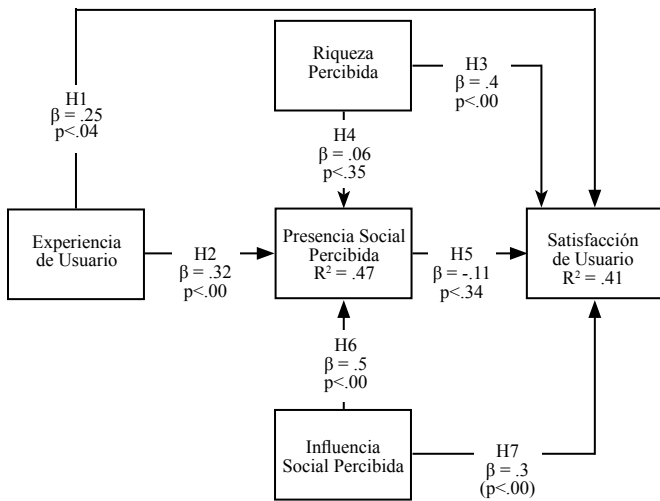 Riqueza
Percibida
H3
β = .4
p<.00
H1
β = .25
p<.04
H4
β = .06
p<.35
Experiencia
de Usuario
H2
β = .32
p<.00
Presencia Social
Percibida
R² = .47
H5
β = -.11
p<.34
Satisfacción
de Usuario
R² = .41
H6
β = .5
p<.00
Influencia
Social Percibida
H7
β = .3
(p<.00)